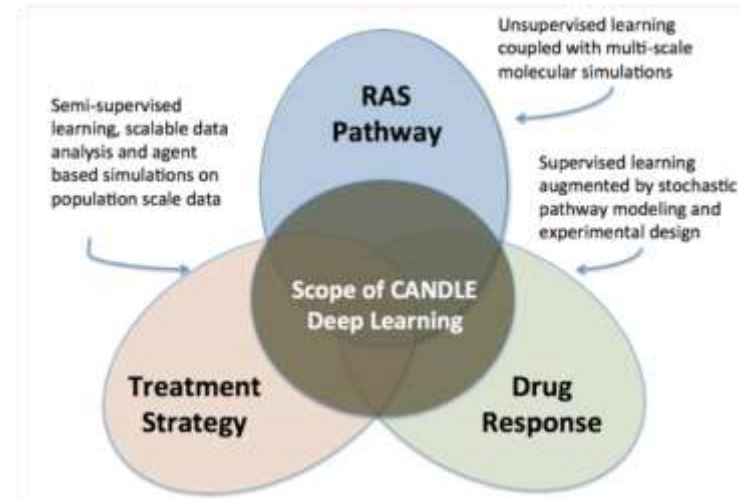 Unsupervised learning
coupled with multi-scale
molecular simulations
RAS
Pathway
Semi-supervised
learning, scalable data
analysis and agent
based simulations on
population scale data
Supervised learning
augmented by stochastic
pathway modeling and
experimental design
Scope of CANDLE
Deep Learning
Treatment
Strategy
Drug
Response